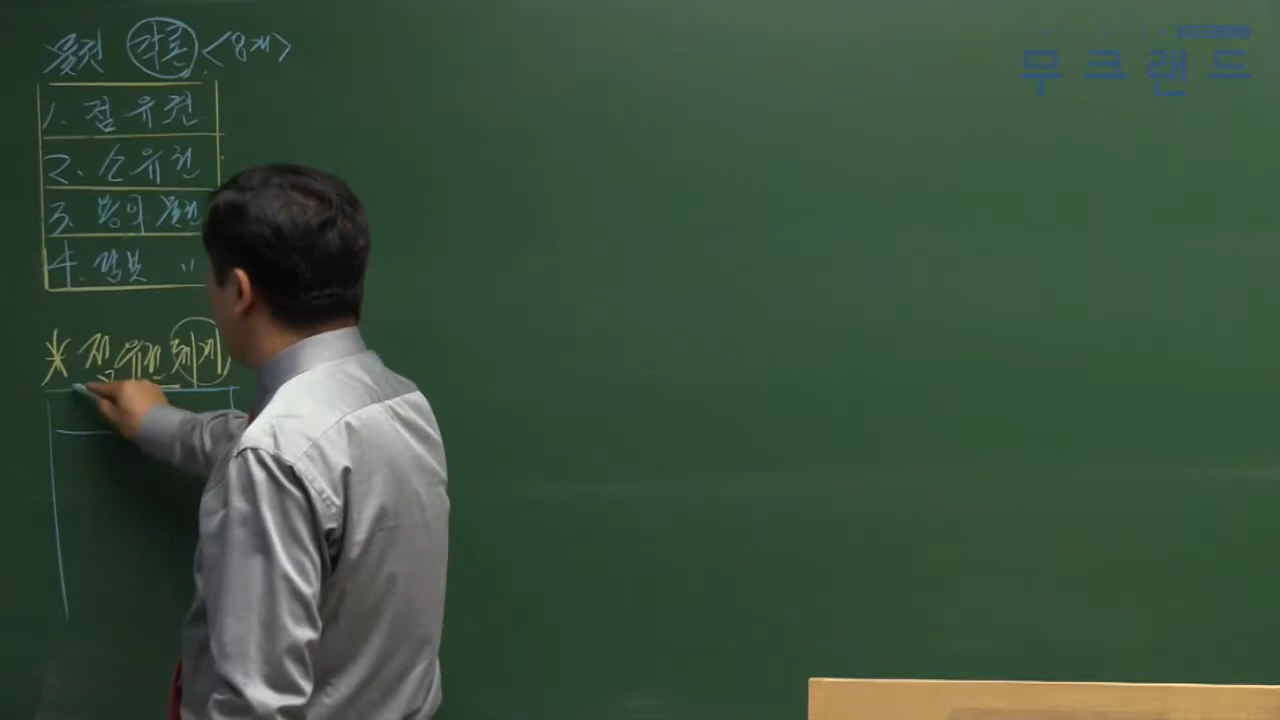 물권 각론 <8개>
1. 점유권
2. 소유권
3. 용익 물권
4. 담보 〃
* 점유권 체계
무크랜드